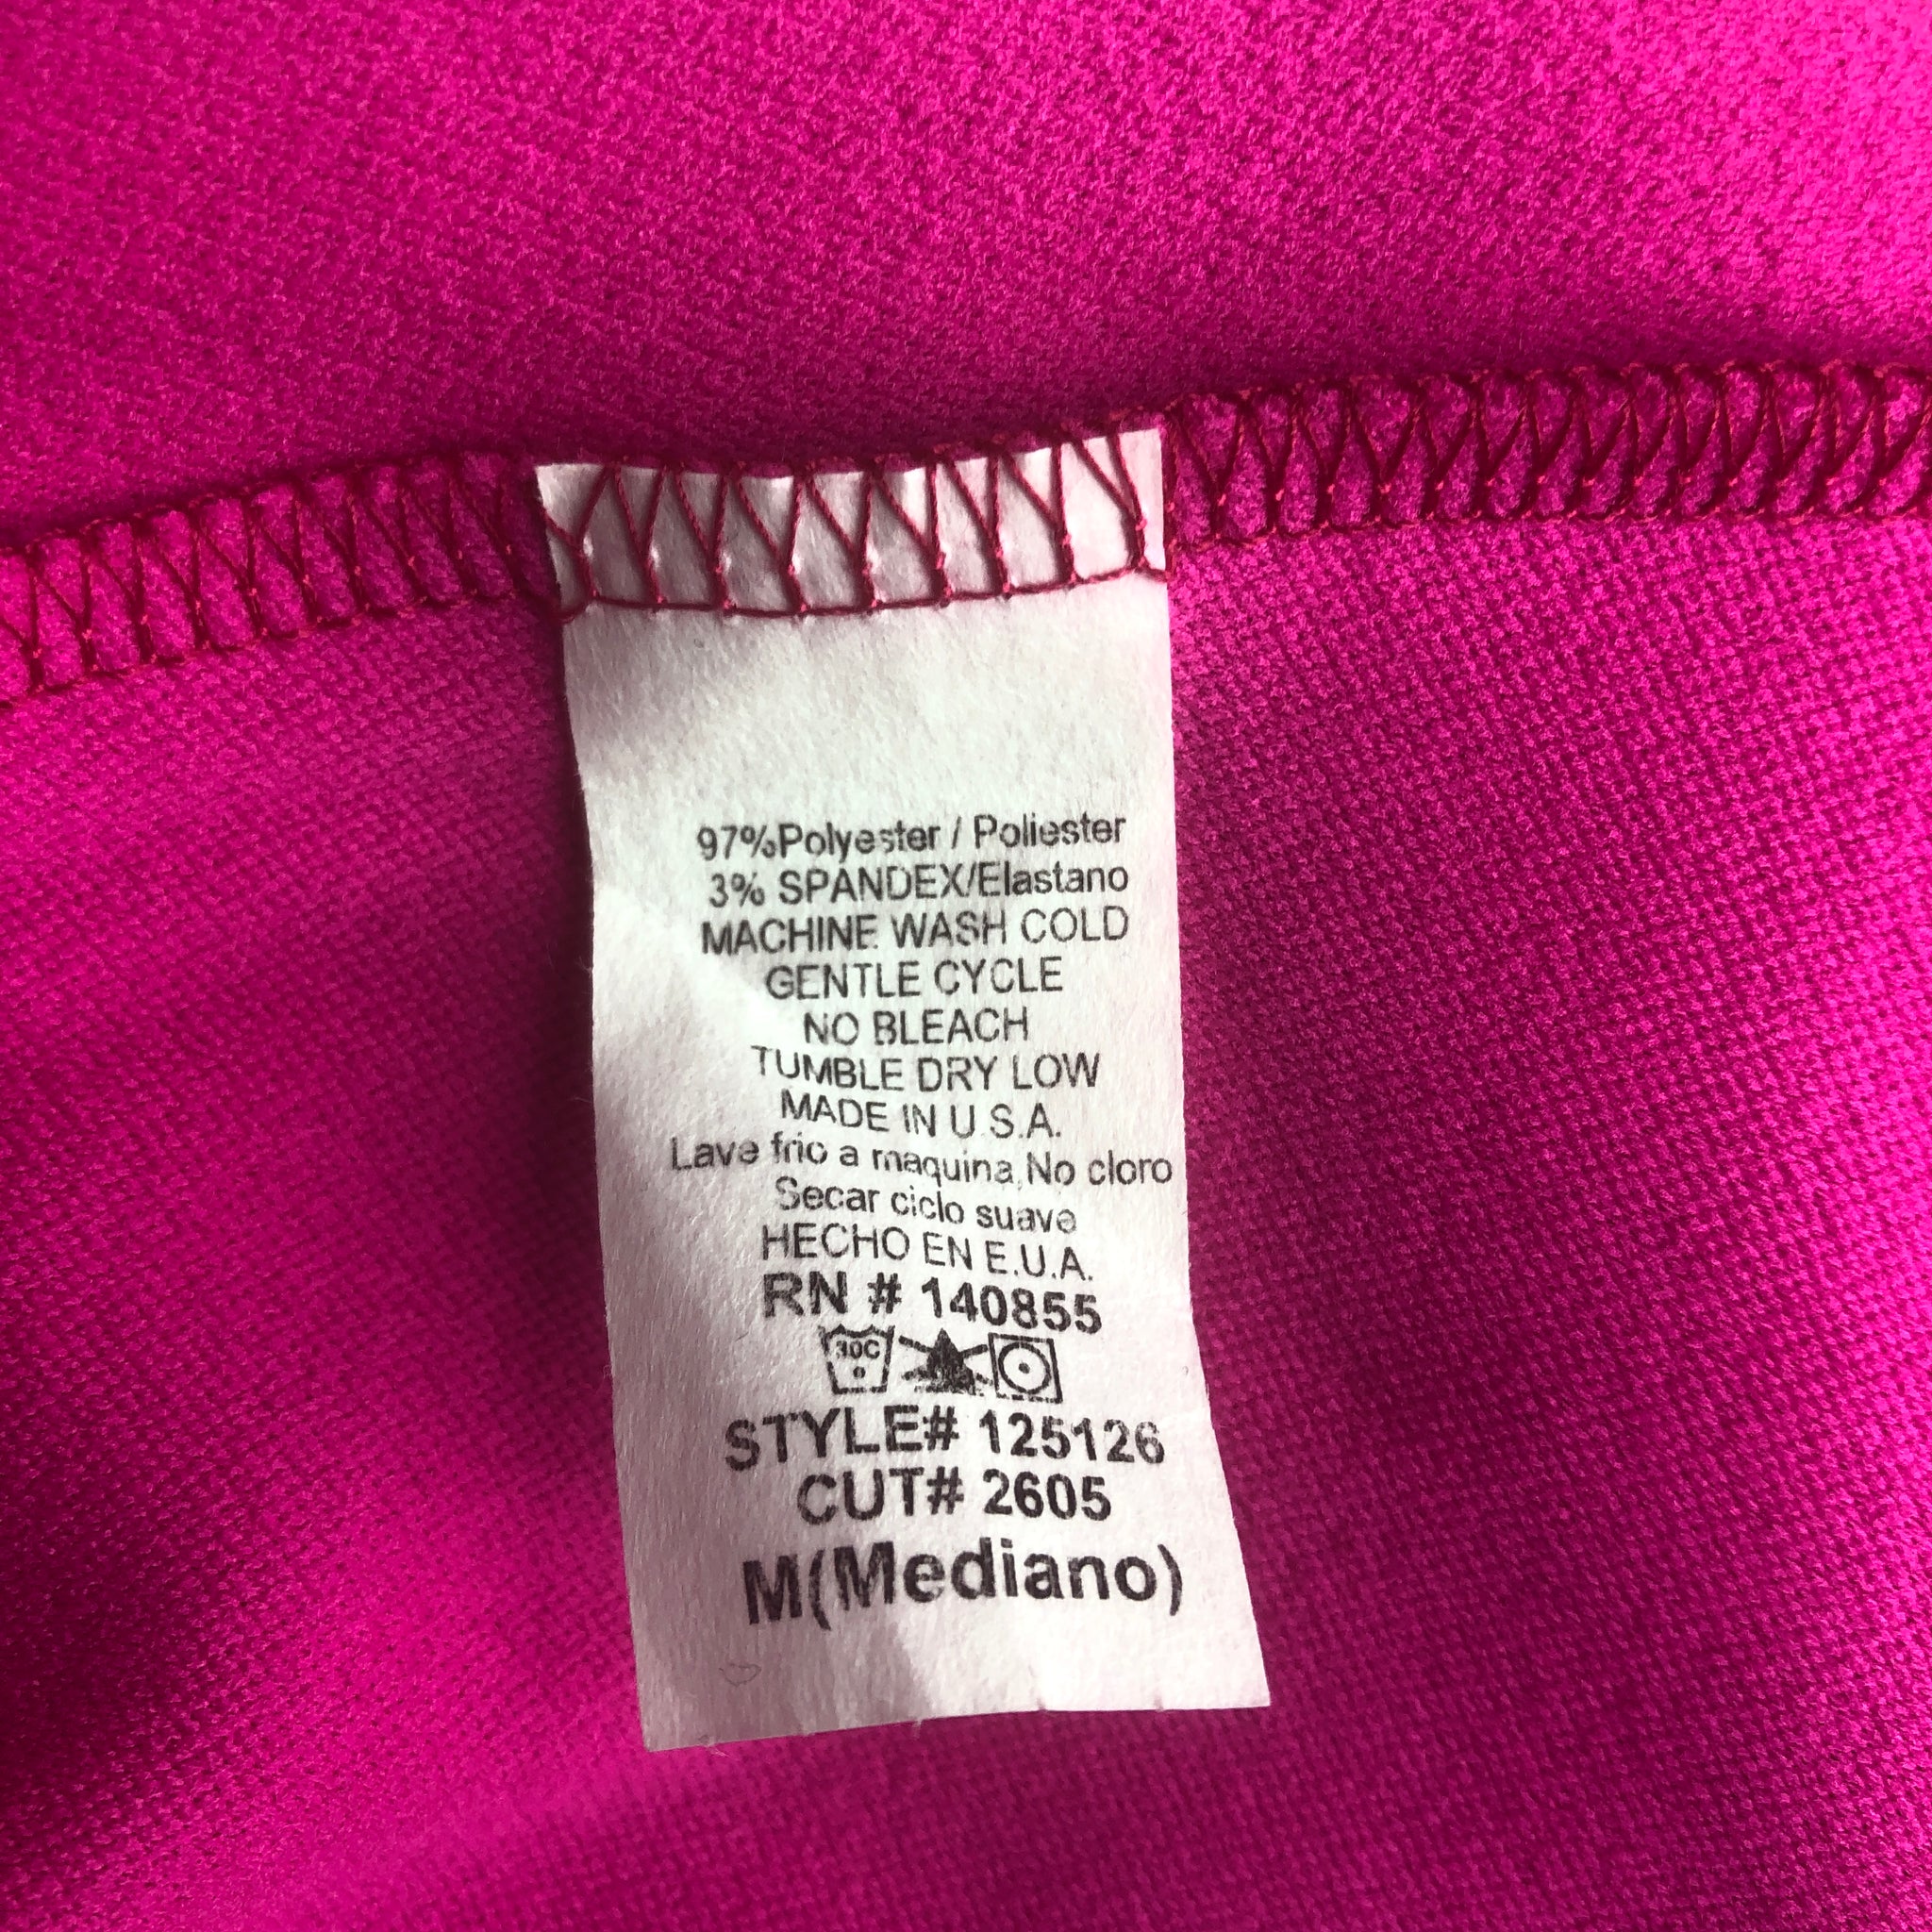 97%Polyester / Poliester
3% SPANDEX/Elastano
MACHINE WASH COLD
GENTLE CYCLE
NO BLEACH
TUMBLE DRY LOW
MADE IN U.S.A.
Lave frio a maquina,No cloro
Secar ciclo suave
HECHO EN E.U.A.
RN # 140855
30C
STYLE# 125126
CUT# 2605
M(Mediano)